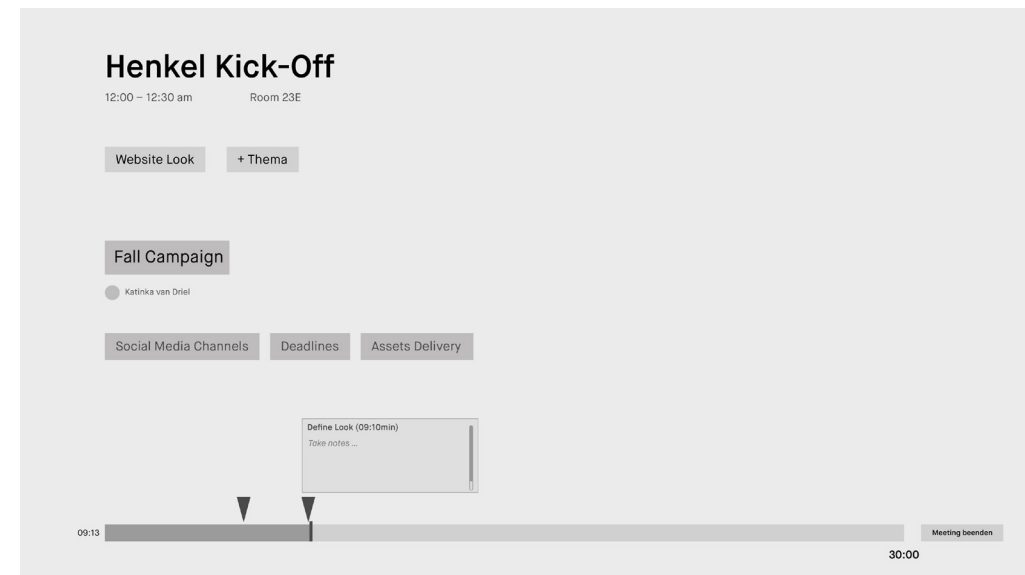 Henkel Kick-Off
12:00 – 12:30 am Room 23E
Website Look + Thema
Fall Campaign
Katinka van Driel
Social Media Channels Deadlines Assets Delivery
Define Look (09:10min)
Take notes ...
09:13 Meeting beenden
30:00